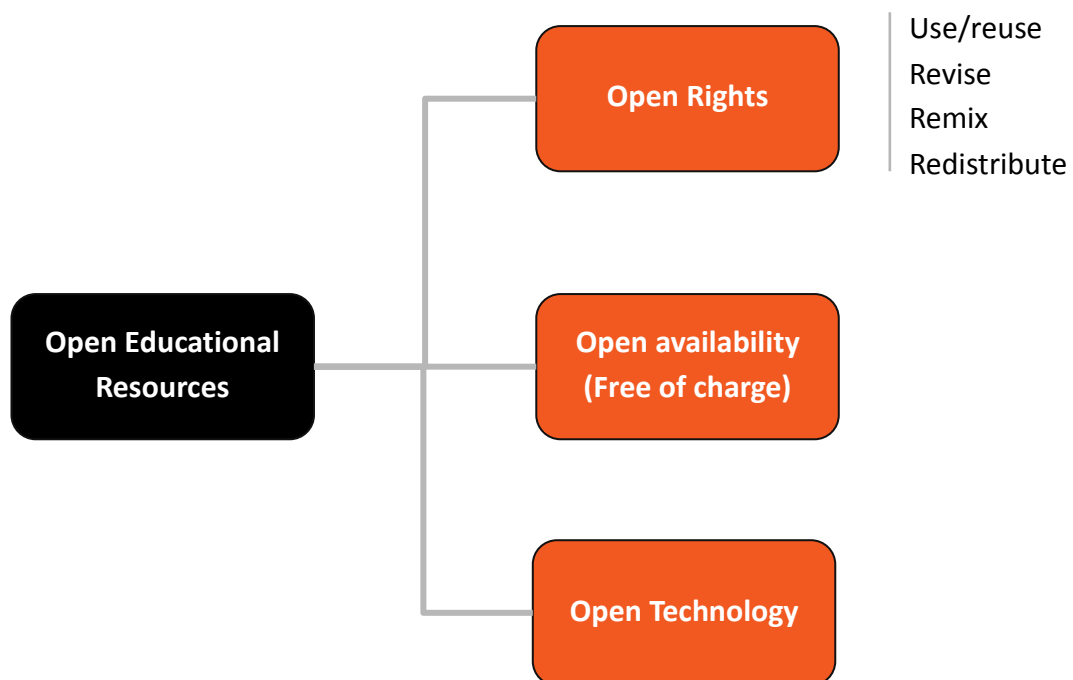 Open Rights
Use/reuse
Revise
Remix
Redistribute
Open Educational
Resources
Open availability
(Free of charge)
Open Technology